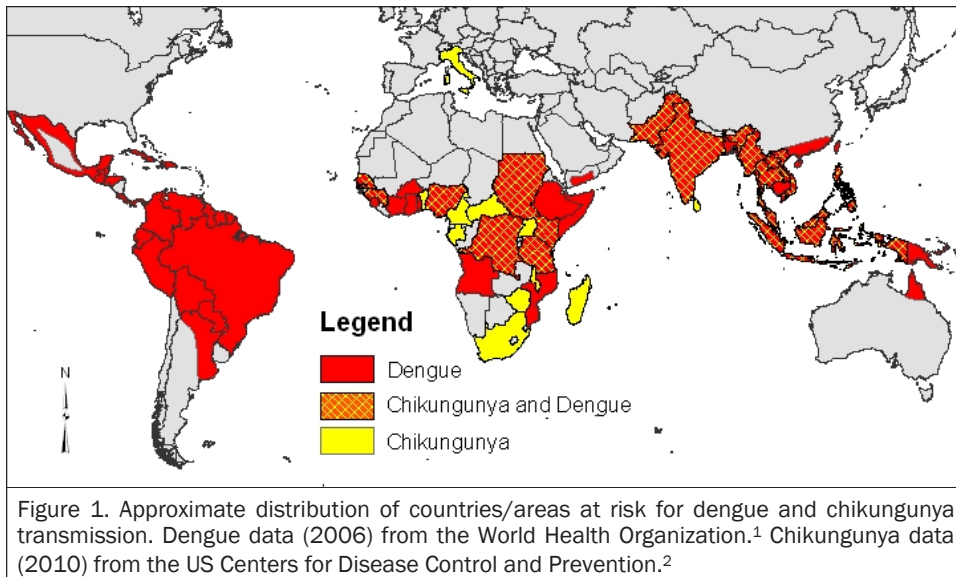 N
Legend
Dengue
Chikungunya and Dengue
Chikungunya
Figure 1. Approximate distribution of countries/areas at risk for dengue and chikungunya
transmission. Dengue data (2006) from the World Health Organization.¹ Chikungunya data
(2010) from the US Centers for Disease Control and Prevention.²